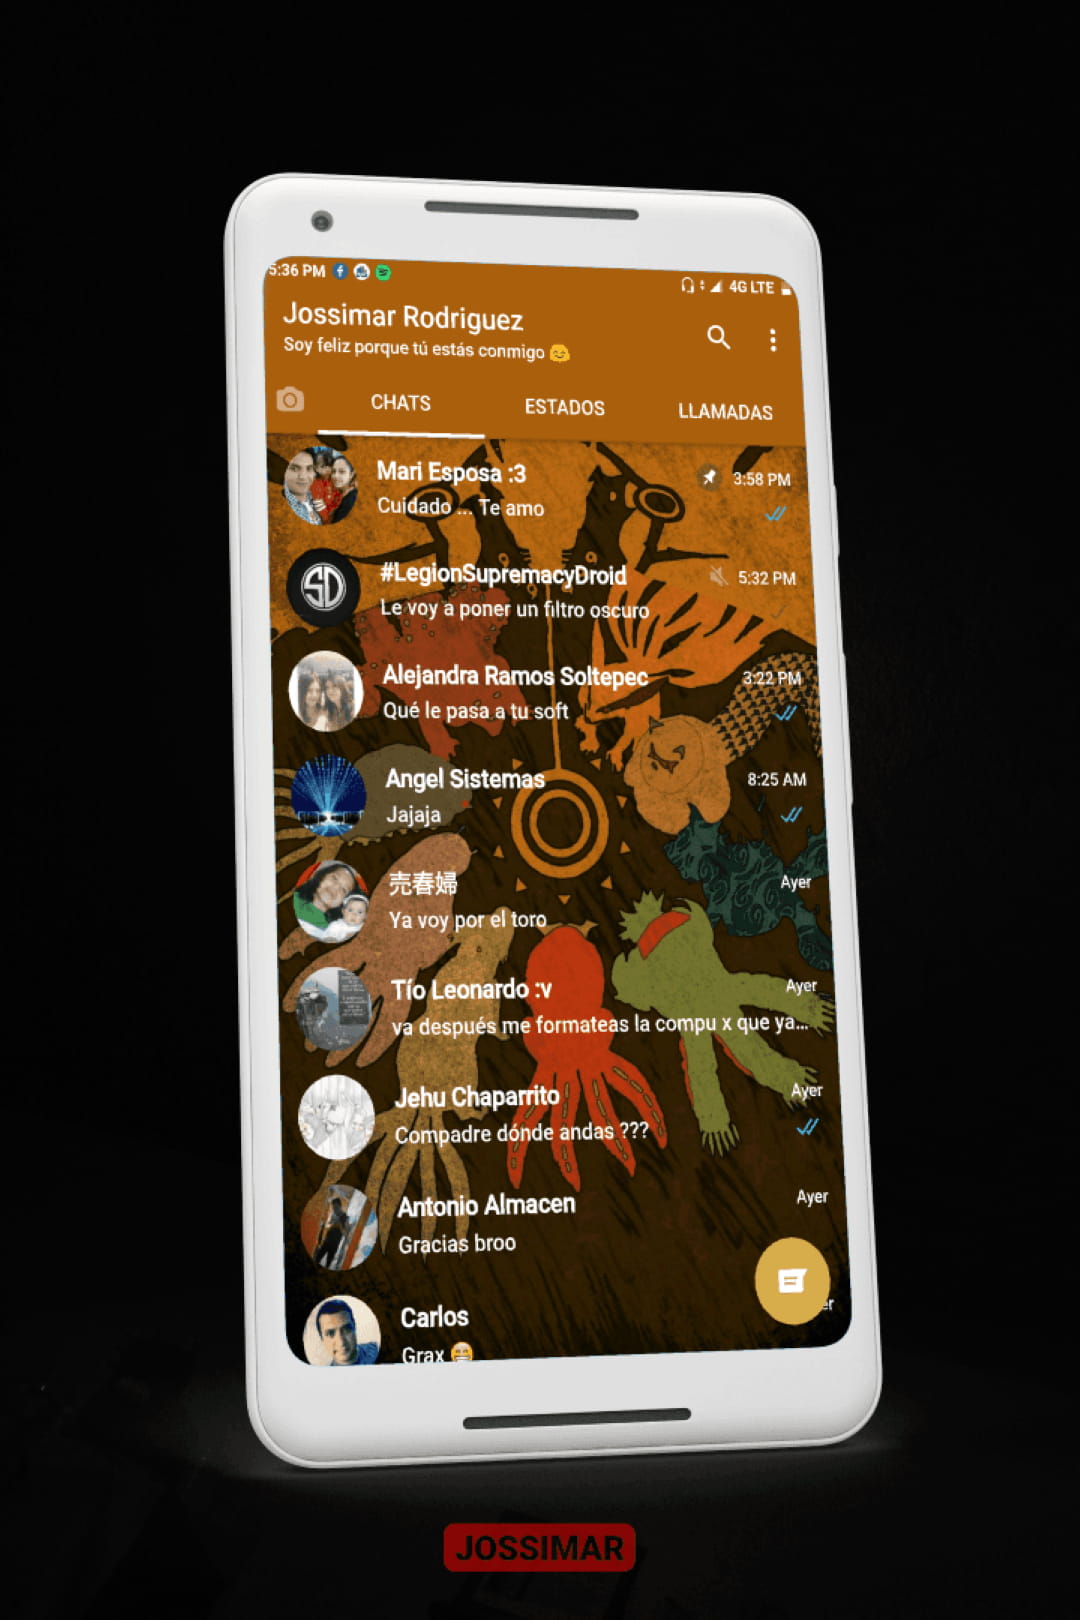 5:36 PM
4G LTE
Jossimar Rodriguez
Soy feliz porque tú estás conmigo 🤗
CHATS ESTADOS LLAMADAS
Mari Esposa :3 3:58 PM
Cuidado ... Te amo
SD
#LegionSupremacyDroid 5:32 PM
Le voy a poner un filtro oscuro
Alejandra Ramos Soltepec 3:22 PM
Qué le pasa a tu soft
Angel Sistemas 8:25 AM
Jajaja
売春婦 Ayer
Ya voy por el toro
Tío Leonardo :v Ayer
va después me formateas la compu x que ya...
Jehu Chaparrito Ayer
Compadre dónde andas ???
Antonio Almacen Ayer
Gracias broo
Carlos
Grax 😁
JOSSIMAR